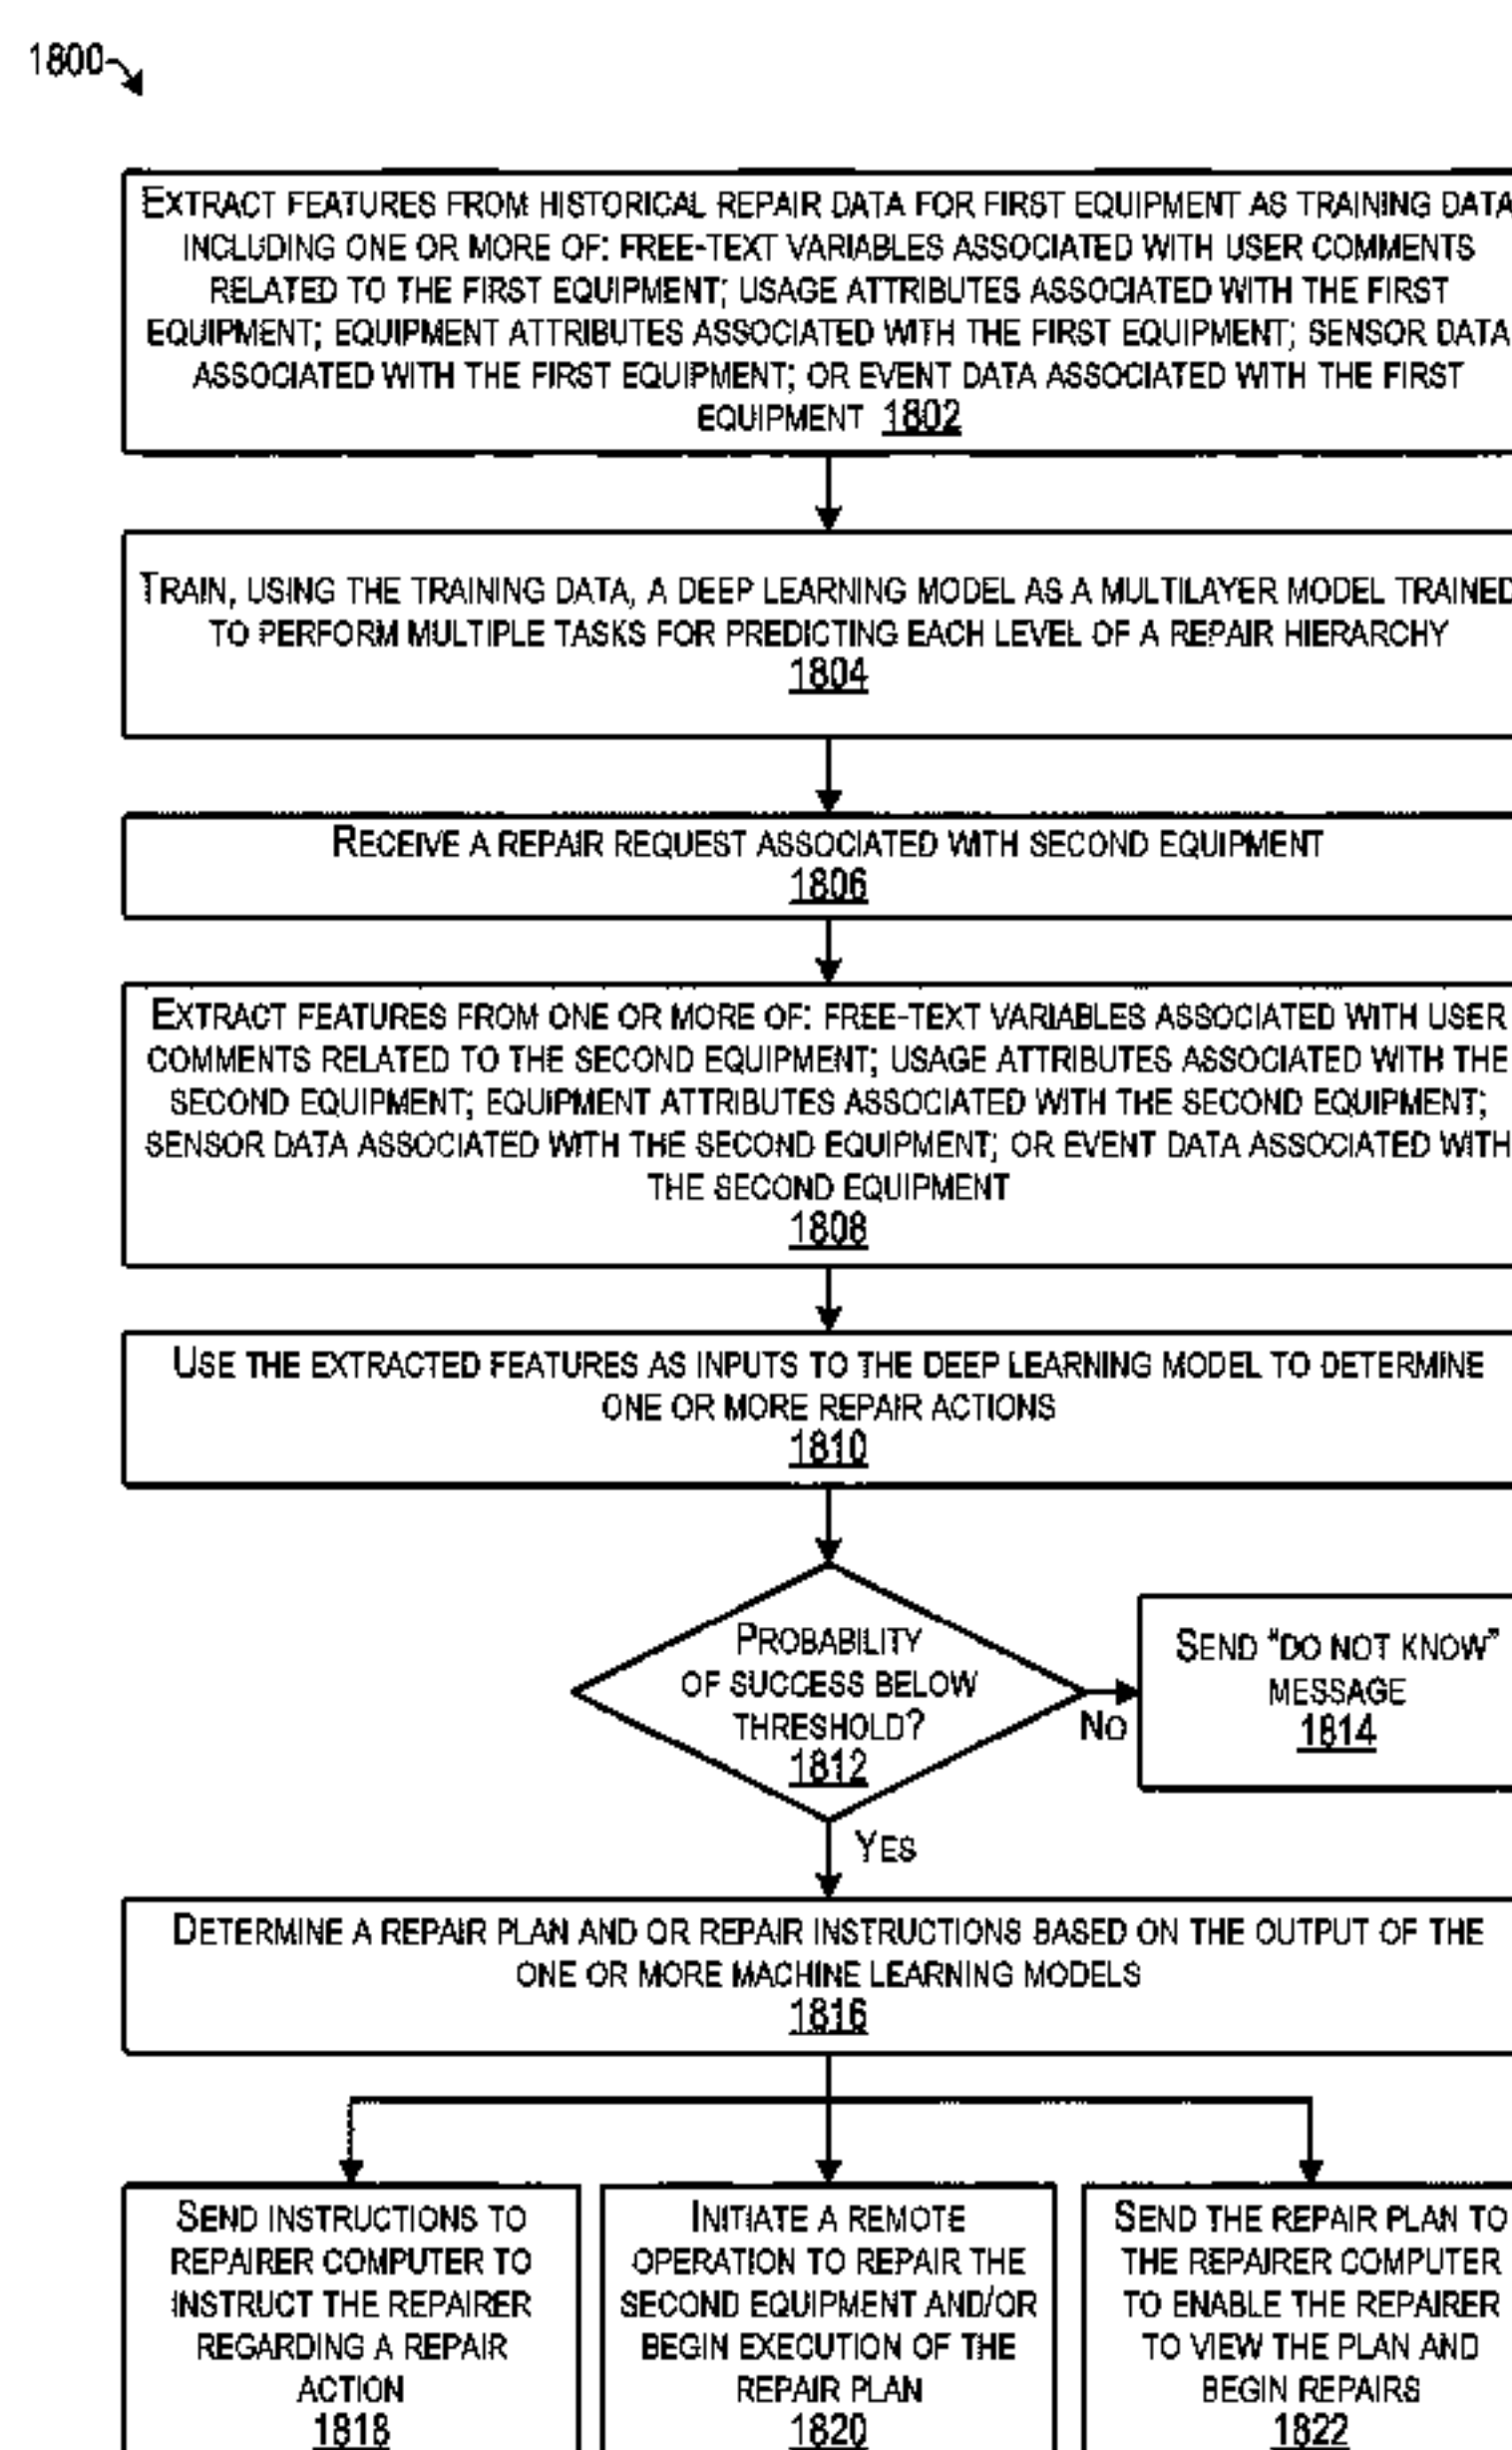 1800
EXTRACT FEATURES FROM HISTORICAL REPAIR DATA FOR FIRST EQUIPMENT AS TRAINING DATA
INCLUDING ONE OR MORE OF: FREE-TEXT VARIABLES ASSOCIATED WITH USER COMMENTS
RELATED TO THE FIRST EQUIPMENT; USAGE ATTRIBUTES ASSOCIATED WITH THE FIRST
EQUIPMENT; EQUIPMENT ATTRIBUTES ASSOCIATED WITH THE FIRST EQUIPMENT; SENSOR DATA
ASSOCIATED WITH THE FIRST EQUIPMENT; OR EVENT DATA ASSOCIATED WITH THE FIRST
EQUIPMENT 1802
TRAIN, USING THE TRAINING DATA, A DEEP LEARNING MODEL AS A MULTILAYER MODEL TRAINED
TO PERFORM MULTIPLE TASKS FOR PREDICTING EACH LEVEL OF A REPAIR HIERARCHY
1804
RECEIVE A REPAIR REQUEST ASSOCIATED WITH SECOND EQUIPMENT
1806
EXTRACT FEATURES FROM ONE OR MORE OF: FREE-TEXT VARIABLES ASSOCIATED WITH USER
COMMENTS RELATED TO THE SECOND EQUIPMENT; USAGE ATTRIBUTES ASSOCIATED WITH THE
SECOND EQUIPMENT; EQUIPMENT ATTRIBUTES ASSOCIATED WITH THE SECOND EQUIPMENT;
SENSOR DATA ASSOCIATED WITH THE SECOND EQUIPMENT; OR EVENT DATA ASSOCIATED WITH
THE SECOND EQUIPMENT
1808
USE THE EXTRACTED FEATURES AS INPUTS TO THE DEEP LEARNING MODEL TO DETERMINE
ONE OR MORE REPAIR ACTIONS
1810
PROBABILITY
OF SUCCESS BELOW
THRESHOLD?
1812
NO
SEND "DO NOT KNOW"
MESSAGE
1814
YES
DETERMINE A REPAIR PLAN AND OR REPAIR INSTRUCTIONS BASED ON THE OUTPUT OF THE
ONE OR MORE MACHINE LEARNING MODELS
1816
SEND INSTRUCTIONS TO
REPAIRER COMPUTER TO
INSTRUCT THE REPAIRER
REGARDING A REPAIR
ACTION
1818
INITIATE A REMOTE
OPERATION TO REPAIR THE
SECOND EQUIPMENT AND/OR
BEGIN EXECUTION OF THE
REPAIR PLAN
1820
SEND THE REPAIR PLAN TO
THE REPAIRER COMPUTER
TO ENABLE THE REPAIRER
TO VIEW THE PLAN AND
BEGIN REPAIRS
1822